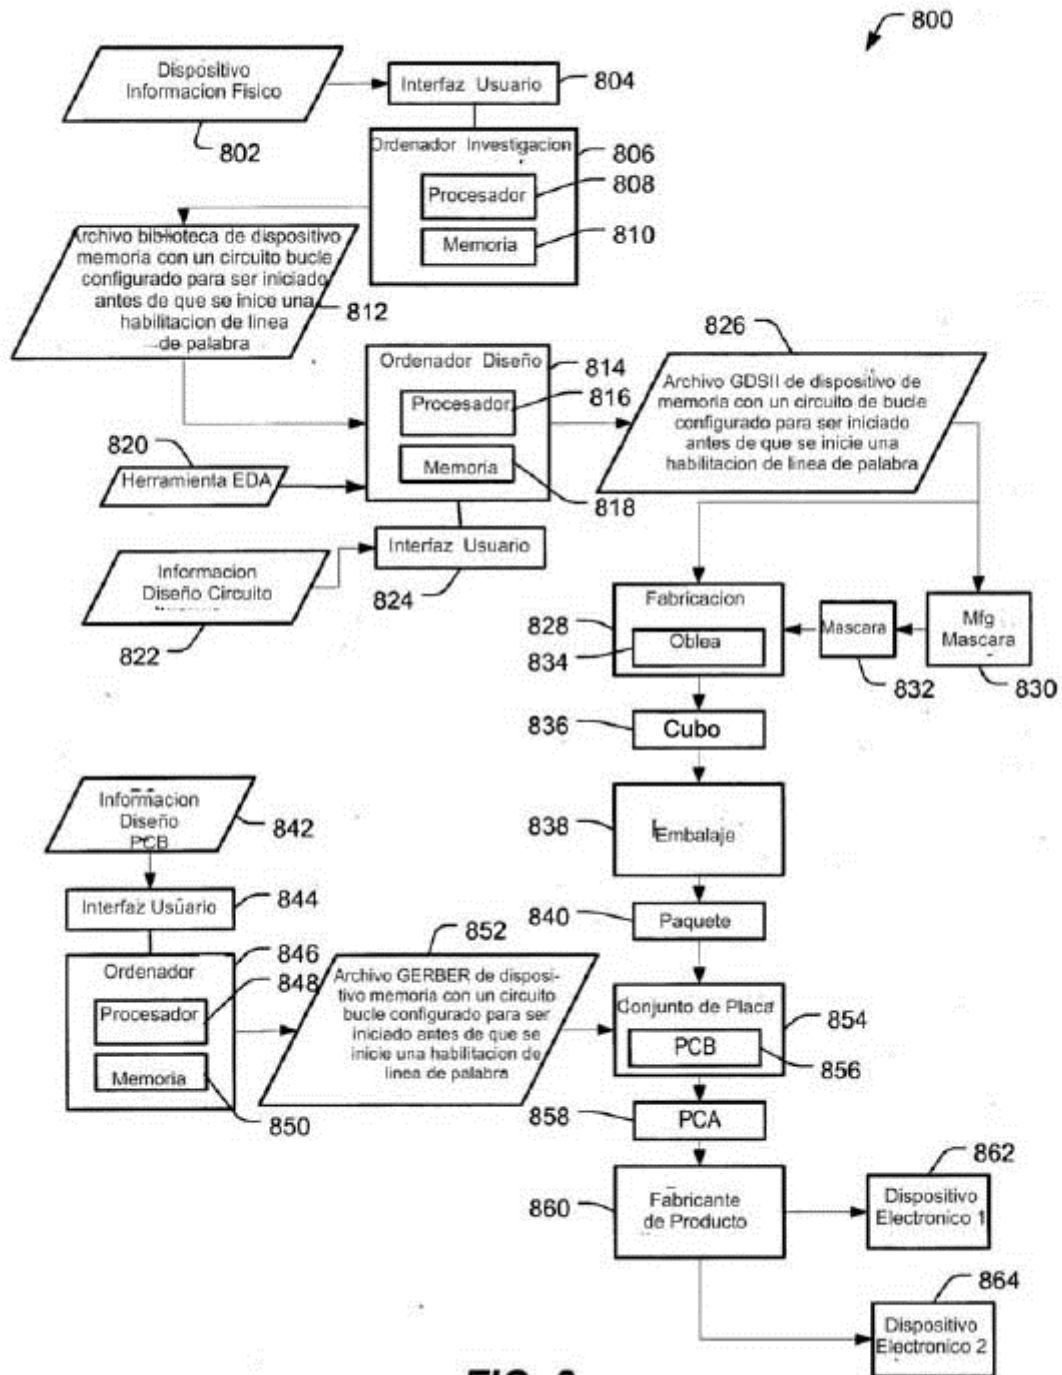 800
Dispositivo
Informacion Fisico
802
Interfaz Usuario
804
Ordenador Investigacion
806
Procesador
808
Memoria
810
Archivo biblioteca de dispositivo
memoria con un circuito bucle
configurado para ser iniciado
antes de que se inice una
habilitacion de linea
de palabra
812
Ordenador Diseño
814
Procesador
816
Memoria
818
820
Herramienta EDA
Informacion
Diseño Circuito
822
Interfaz Usuario
824
826
Archivo GDSII de dispositivo de
memoria con un circuito de bucle
configurado para ser iniciado
antes de que se inicie una
habilitacion de linea de palabra
Fabricacion
828
Oblea
834
Mascara
832
Mfg
Mascara
830
836
Cubo
838
Embalaje
840
Paquete
Informacion
Diseño
PCB
842
Interfaz Usuario
844
Ordenador
846
Procesador
848
Memoria
850
852
Archivo GERBER de disposi-
tivo memoria con un circuito
bucle configurado para ser
iniciado antes de que se
inicie una habilitacion de
linea de palabra
Conjunto de Placa
854
PCB
856
858
PCA
860
Fabricante
de Producto
862
Dispositivo
Electronico 1
864
Dispositivo
Electronico 2